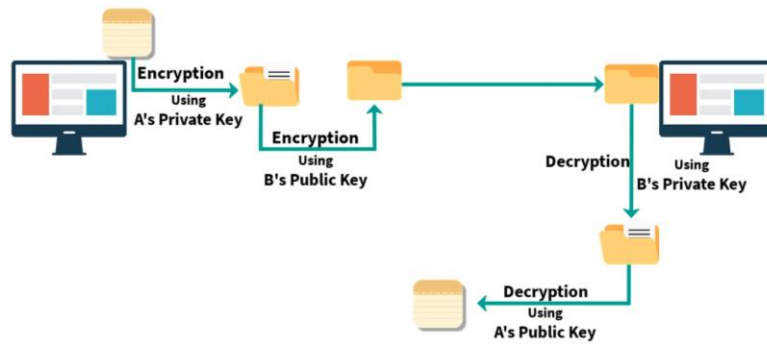 Encryption
Using
A's Private Key
Encryption
Using
B's Public Key
Decryption
Using
B's Private Key
Decryption
Using
A's Public Key